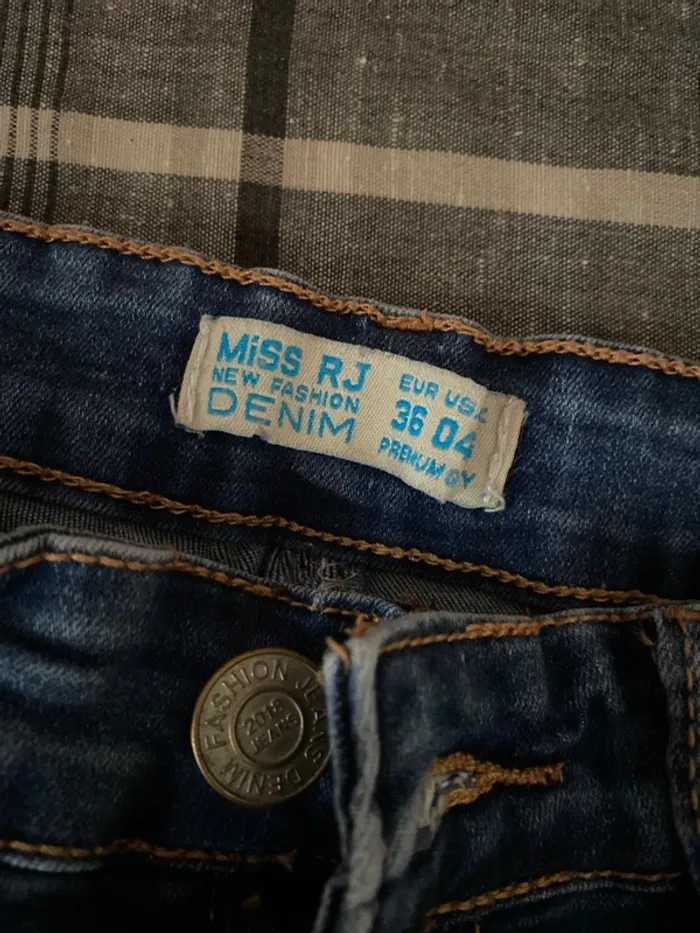 MiSS RJ
NEW FASHION
DENIM
EUR USA
36 04
PREMIUM BY
FASHION JEANS DENIM
2018
JEANS